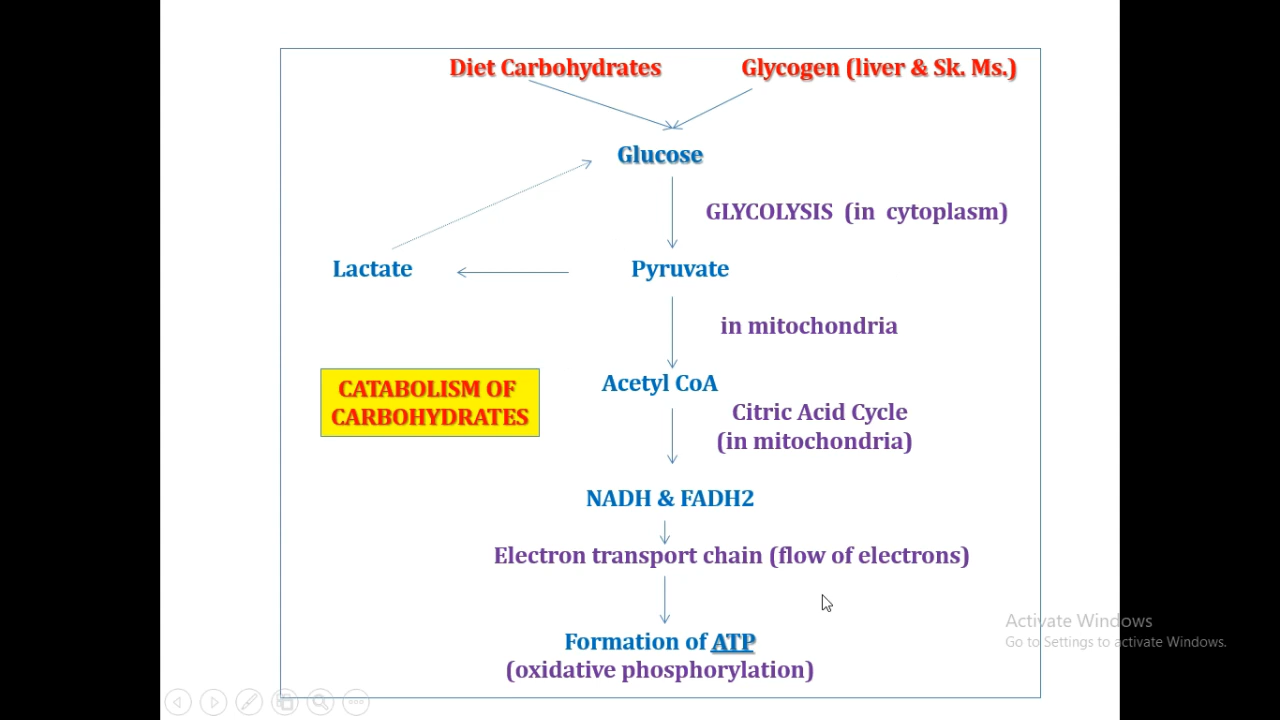 Diet Carbohydrates
Glycogen (liver & Sk. Ms.)
Glucose
GLYCOLYSIS (in cytoplasm)
Lactate
Pyruvate
in mitochondria
Acetyl CoA
CATABOLISM OF
CARBOHYDRATES
Citric Acid Cycle
(in mitochondria)
NADH & FADH2
Electron transport chain (flow of electrons)
Formation of ATP
(oxidative phosphorylation)
Activate Windows
Go to Settings to activate Windows.